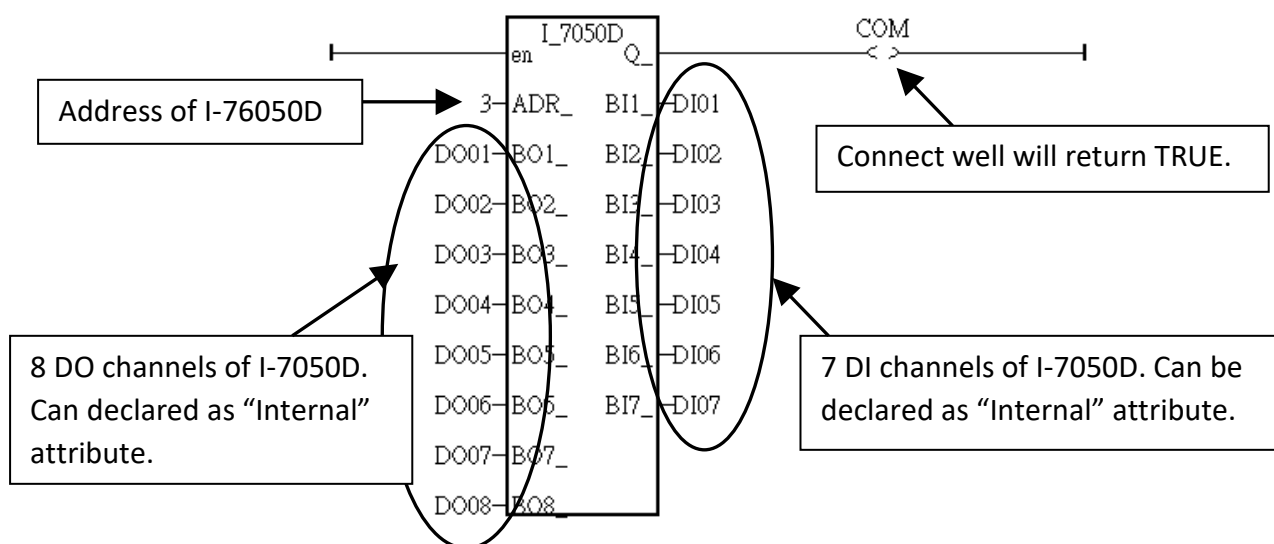 I_7050D
COM
en Q_
Address of I-76050D
3 ADR_ BI1_ DI01
DO01 BO1_ BI2_ DI02
Connect well will return TRUE.
DO02 BO2_ BI3_ DI03
DO03 BO3_ BI4_ DI04
DO04 BO4_ BI5_ DI05
DO05 BO5_ BI6_ DI06
DO06 BO6_ BI7_ DI07
DO07 BO7_
DO08 BO8_
8 DO channels of I-7050D.
Can declared as “Internal”
attribute.
7 DI channels of I-7050D. Can be
declared as “Internal” attribute.